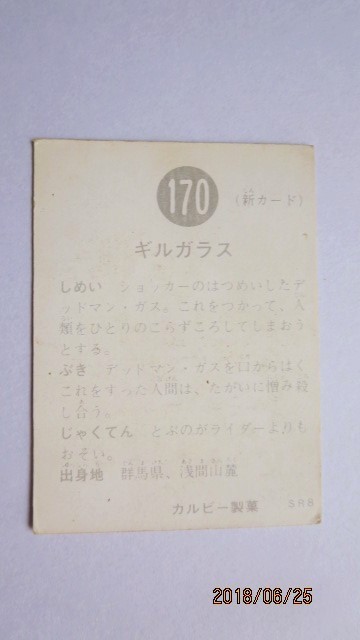 170
(新カード)
ギルガラス
しめい ショッカーのはつめいしたデ
ッドマン・ガス。これをつかって、人
類をひとりのこらずころしてしまおう
とする。
ぶき デッドマン・ガスを口からはく
これをすった人間は、たがいに憎み殺
し合う。
じゃくてん とぶのがライダーよりも
おそい。
出身地 群馬県、浅間山麓
カルビー製菓 SR8
2018/06/25